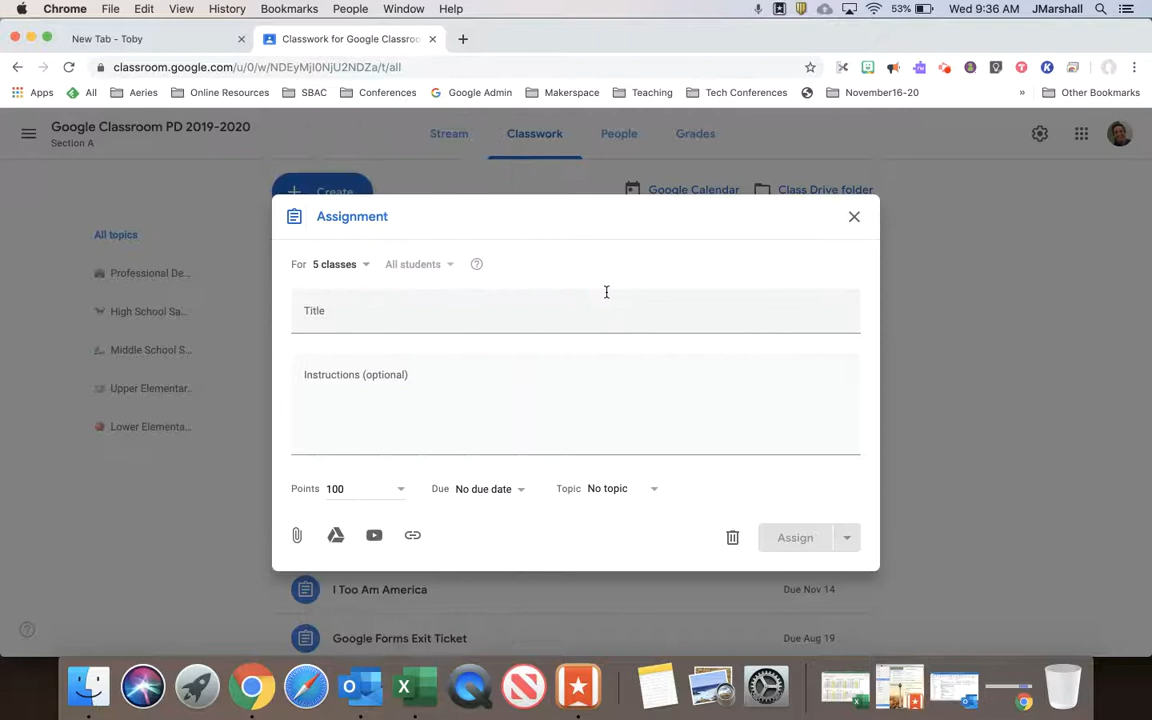 Chrome File Edit View History Bookmarks People Window Help 53% Wed 9:36 AM JMarshall
New Tab - Toby Classwork for Google Classroo
classroom.google.com/u/0/w/NDEyMjI0NjU2NDZa/t/all
Apps All Aeries Online Resources SBAC Conferences Google Admin Makerspace Teaching Tech Conferences November16-20 » Other Bookmarks
Google Classroom PD 2019-2020
Section A
Stream Classwork People Grades
Create Google Calendar Class Drive folder
Assignment
All topics
For 5 classes All students
Professional De...
Title
High School Sa...
Middle School S...
Instructions (optional)
Upper Elementar...
Lower Elementa...
Points 100 Due No due date Topic No topic
Assign
I Too Am America Due Nov 14
Google Forms Exit Ticket Due Aug 19